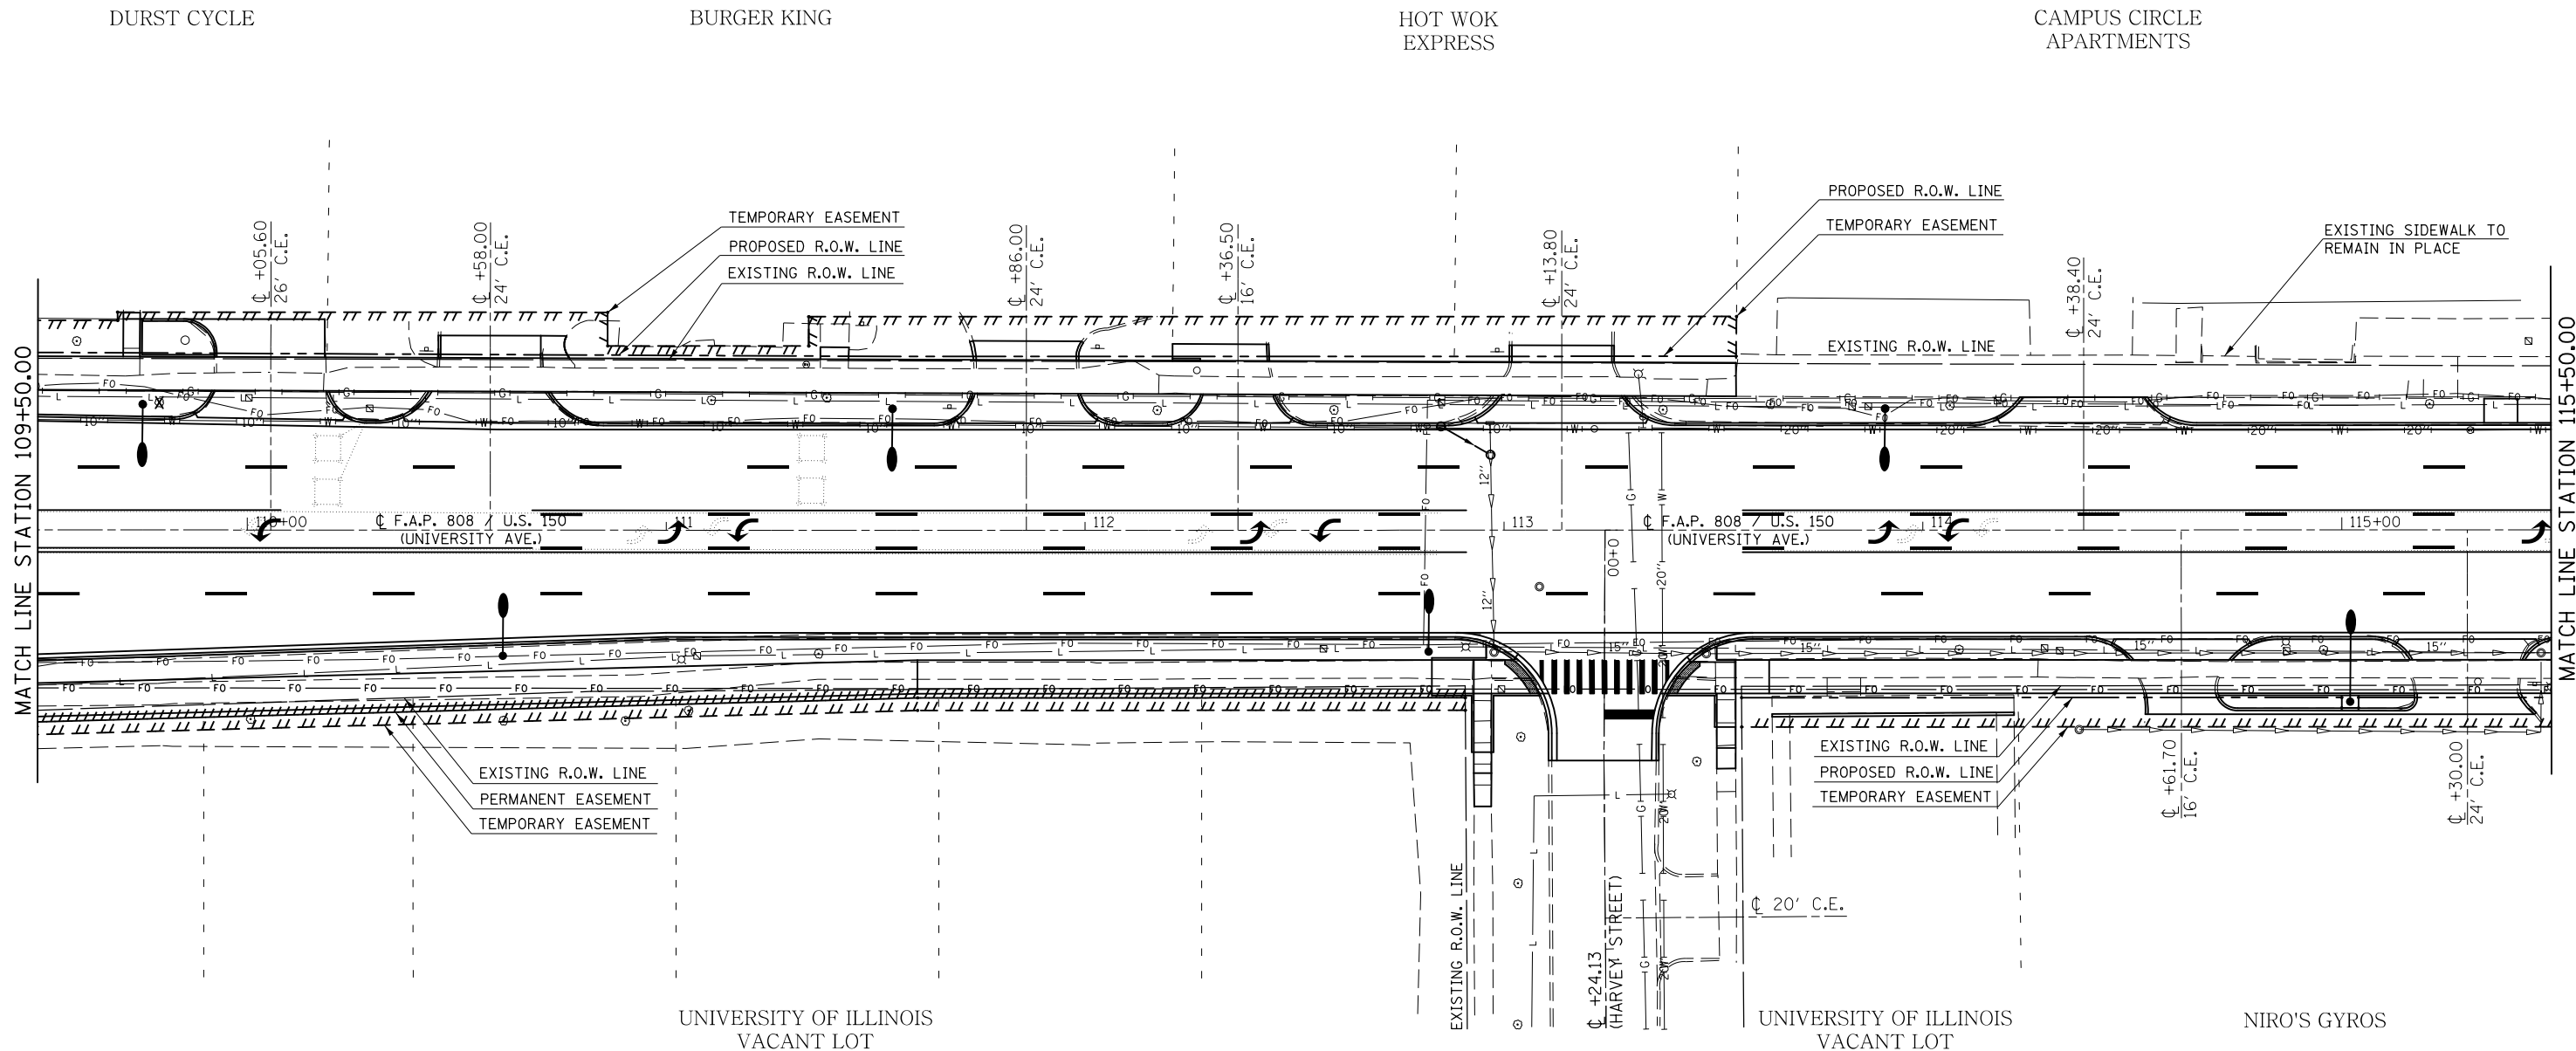 DURST CYCLE
BURGER KING
HOT WOK
EXPRESS
CAMPUS CIRCLE
APARTMENTS
PROPOSED R.O.W. LINE
TEMPORARY EASEMENT
TEMPORARY EASEMENT
PROPOSED R.O.W. LINE
EXISTING R.O.W. LINE
EXISTING SIDEWALK TO
REMAIN IN PLACE
℄ +05.60
26' C.E.
℄ +58.00
24' C.E.
℄ +86.00
24' C.E.
℄ +36.50
16' C.E.
℄ +13.80
24' C.E.
℄ +38.40
24' C.E.
EXISTING R.O.W. LINE
MATCH LINE STATION 109+50.00
MATCH LINE STATION 115+50.00
110+00
℄ F.A.P. 808 / U.S. 150
(UNIVERSITY AVE.)
111
112
113
℄ F.A.P. 808 / U.S. 150
(UNIVERSITY AVE.)
114
115+00
12"
12"
20"
15"
15"
15"
15"
EXISTING R.O.W. LINE
PERMANENT EASEMENT
TEMPORARY EASEMENT
EXISTING R.O.W. LINE
PROPOSED R.O.W. LINE
TEMPORARY EASEMENT
℄ +61.70
16' C.E.
℄ +30.00
24' C.E.
EXISTING R.O.W. LINE
℄ +24.13
(HARVEY STREET)
℄ 20' C.E.
UNIVERSITY OF ILLINOIS
VACANT LOT
UNIVERSITY OF ILLINOIS
VACANT LOT
NIRO'S GYROS